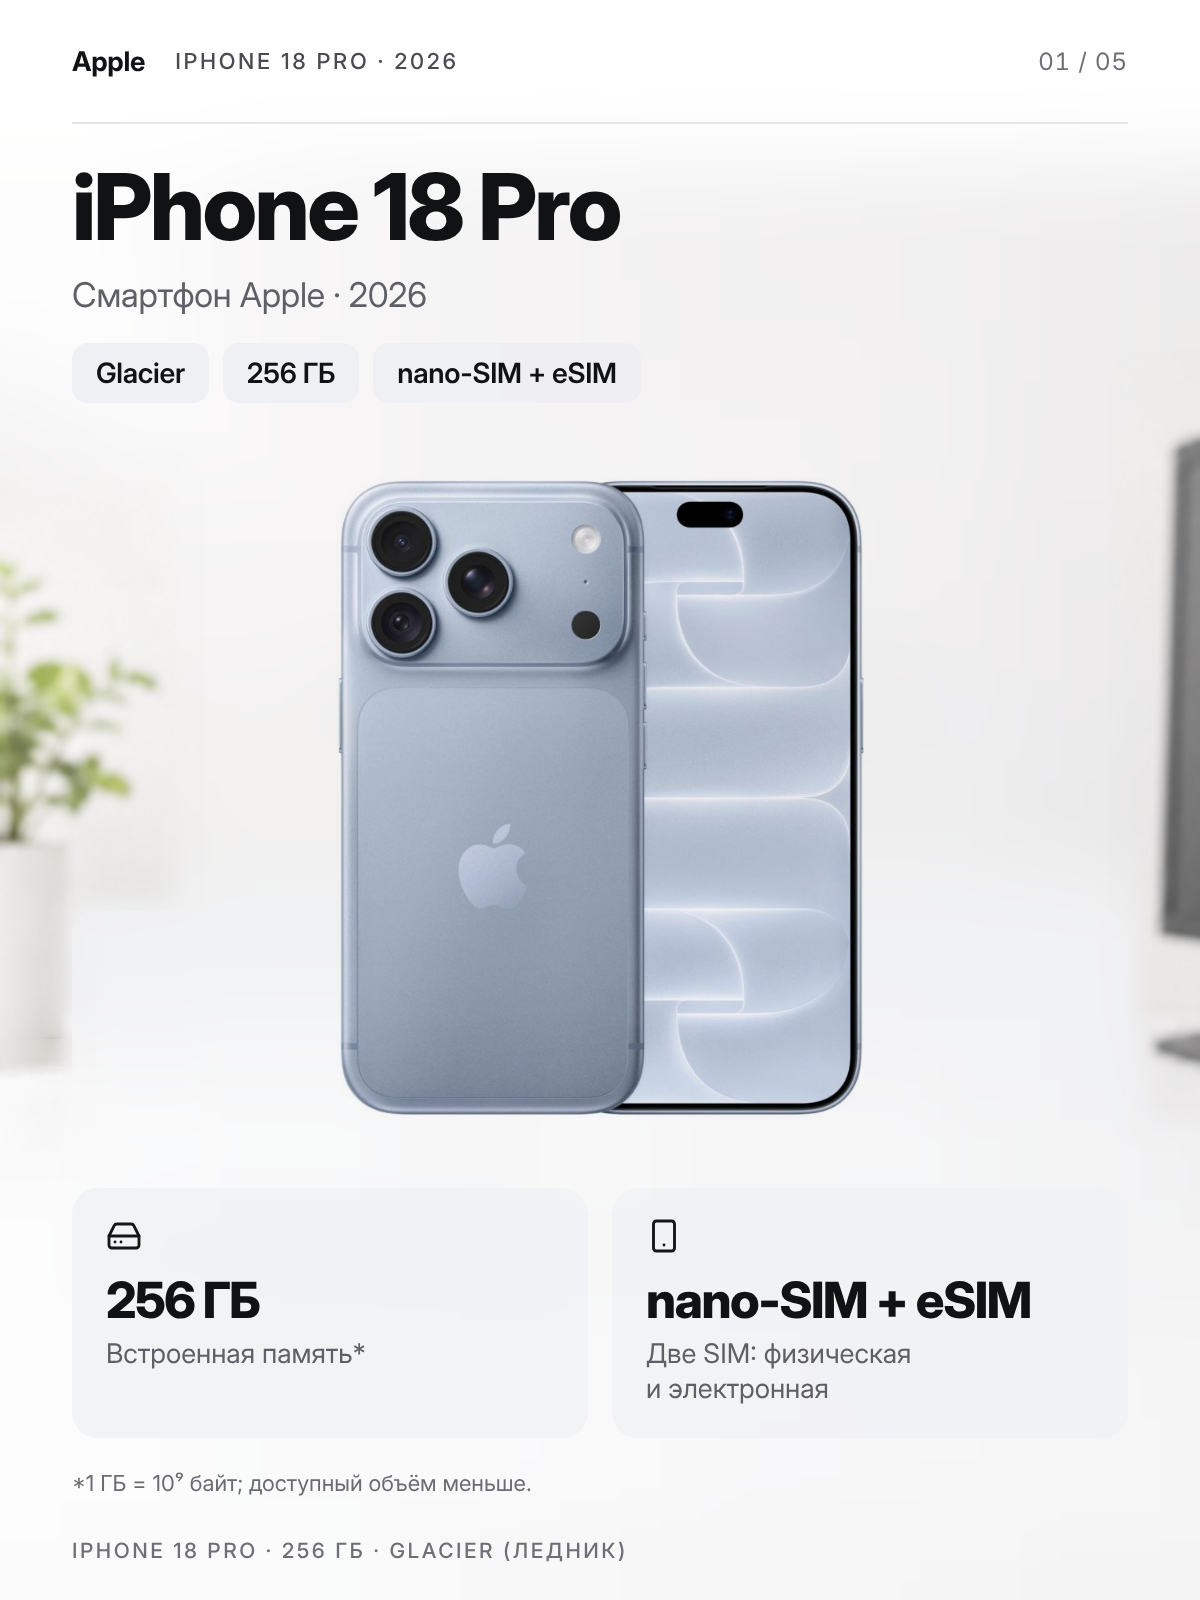 Apple IPHONE 18 PRO · 2026 01 / 05
iPhone 18 Pro
Смартфон Apple · 2026
Glacier 256 ГБ nano-SIM + eSIM
256 ГБ
Встроенная память*
nano-SIM + eSIM
Две SIM: физическая
и электронная
*1 ГБ = 10⁹ байт; доступный объём меньше.
IPHONE 18 PRO · 256 ГБ · GLACIER (ЛЕДНИК)